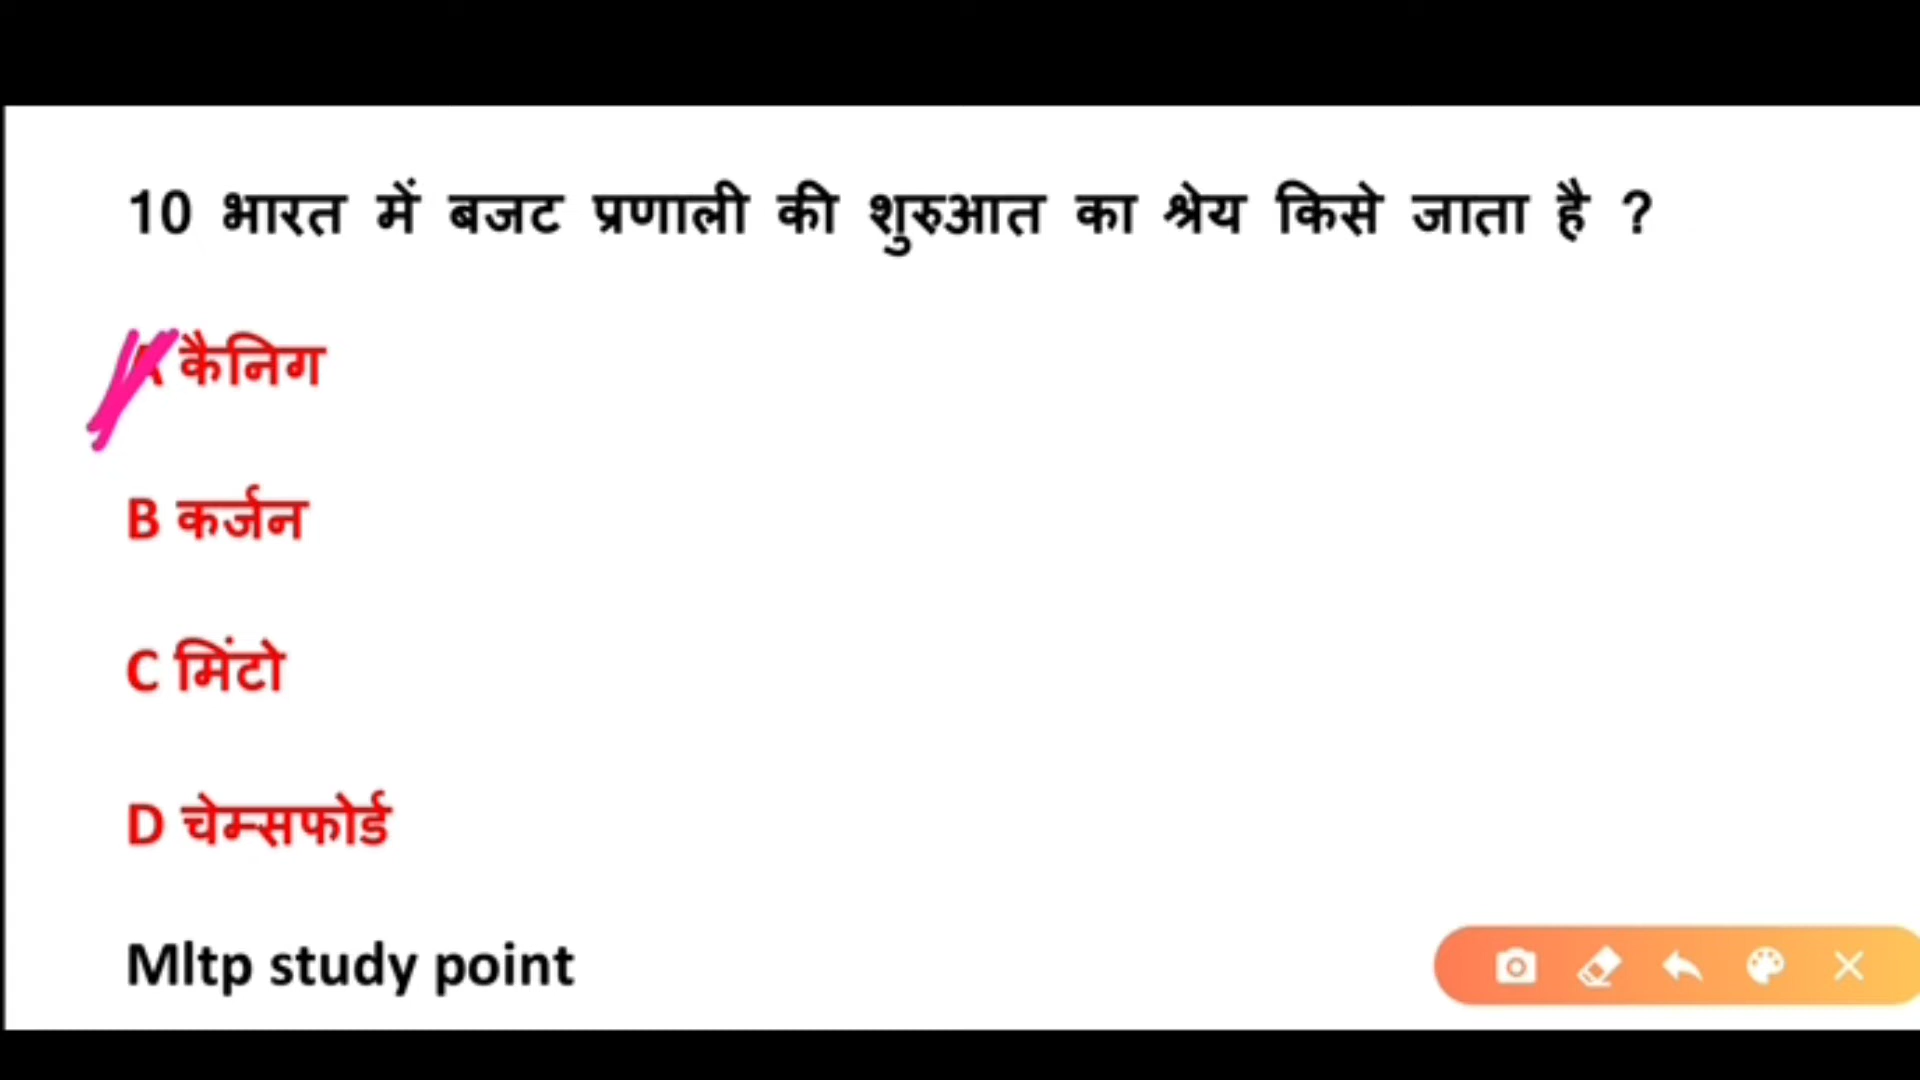 10 भारत में बजट प्रणाली की शुरुआत का श्रेय किसे जाता है ?
A कैनिग
B कर्जन
C मिंटो
D चेम्सफोर्ड
Mltp study point